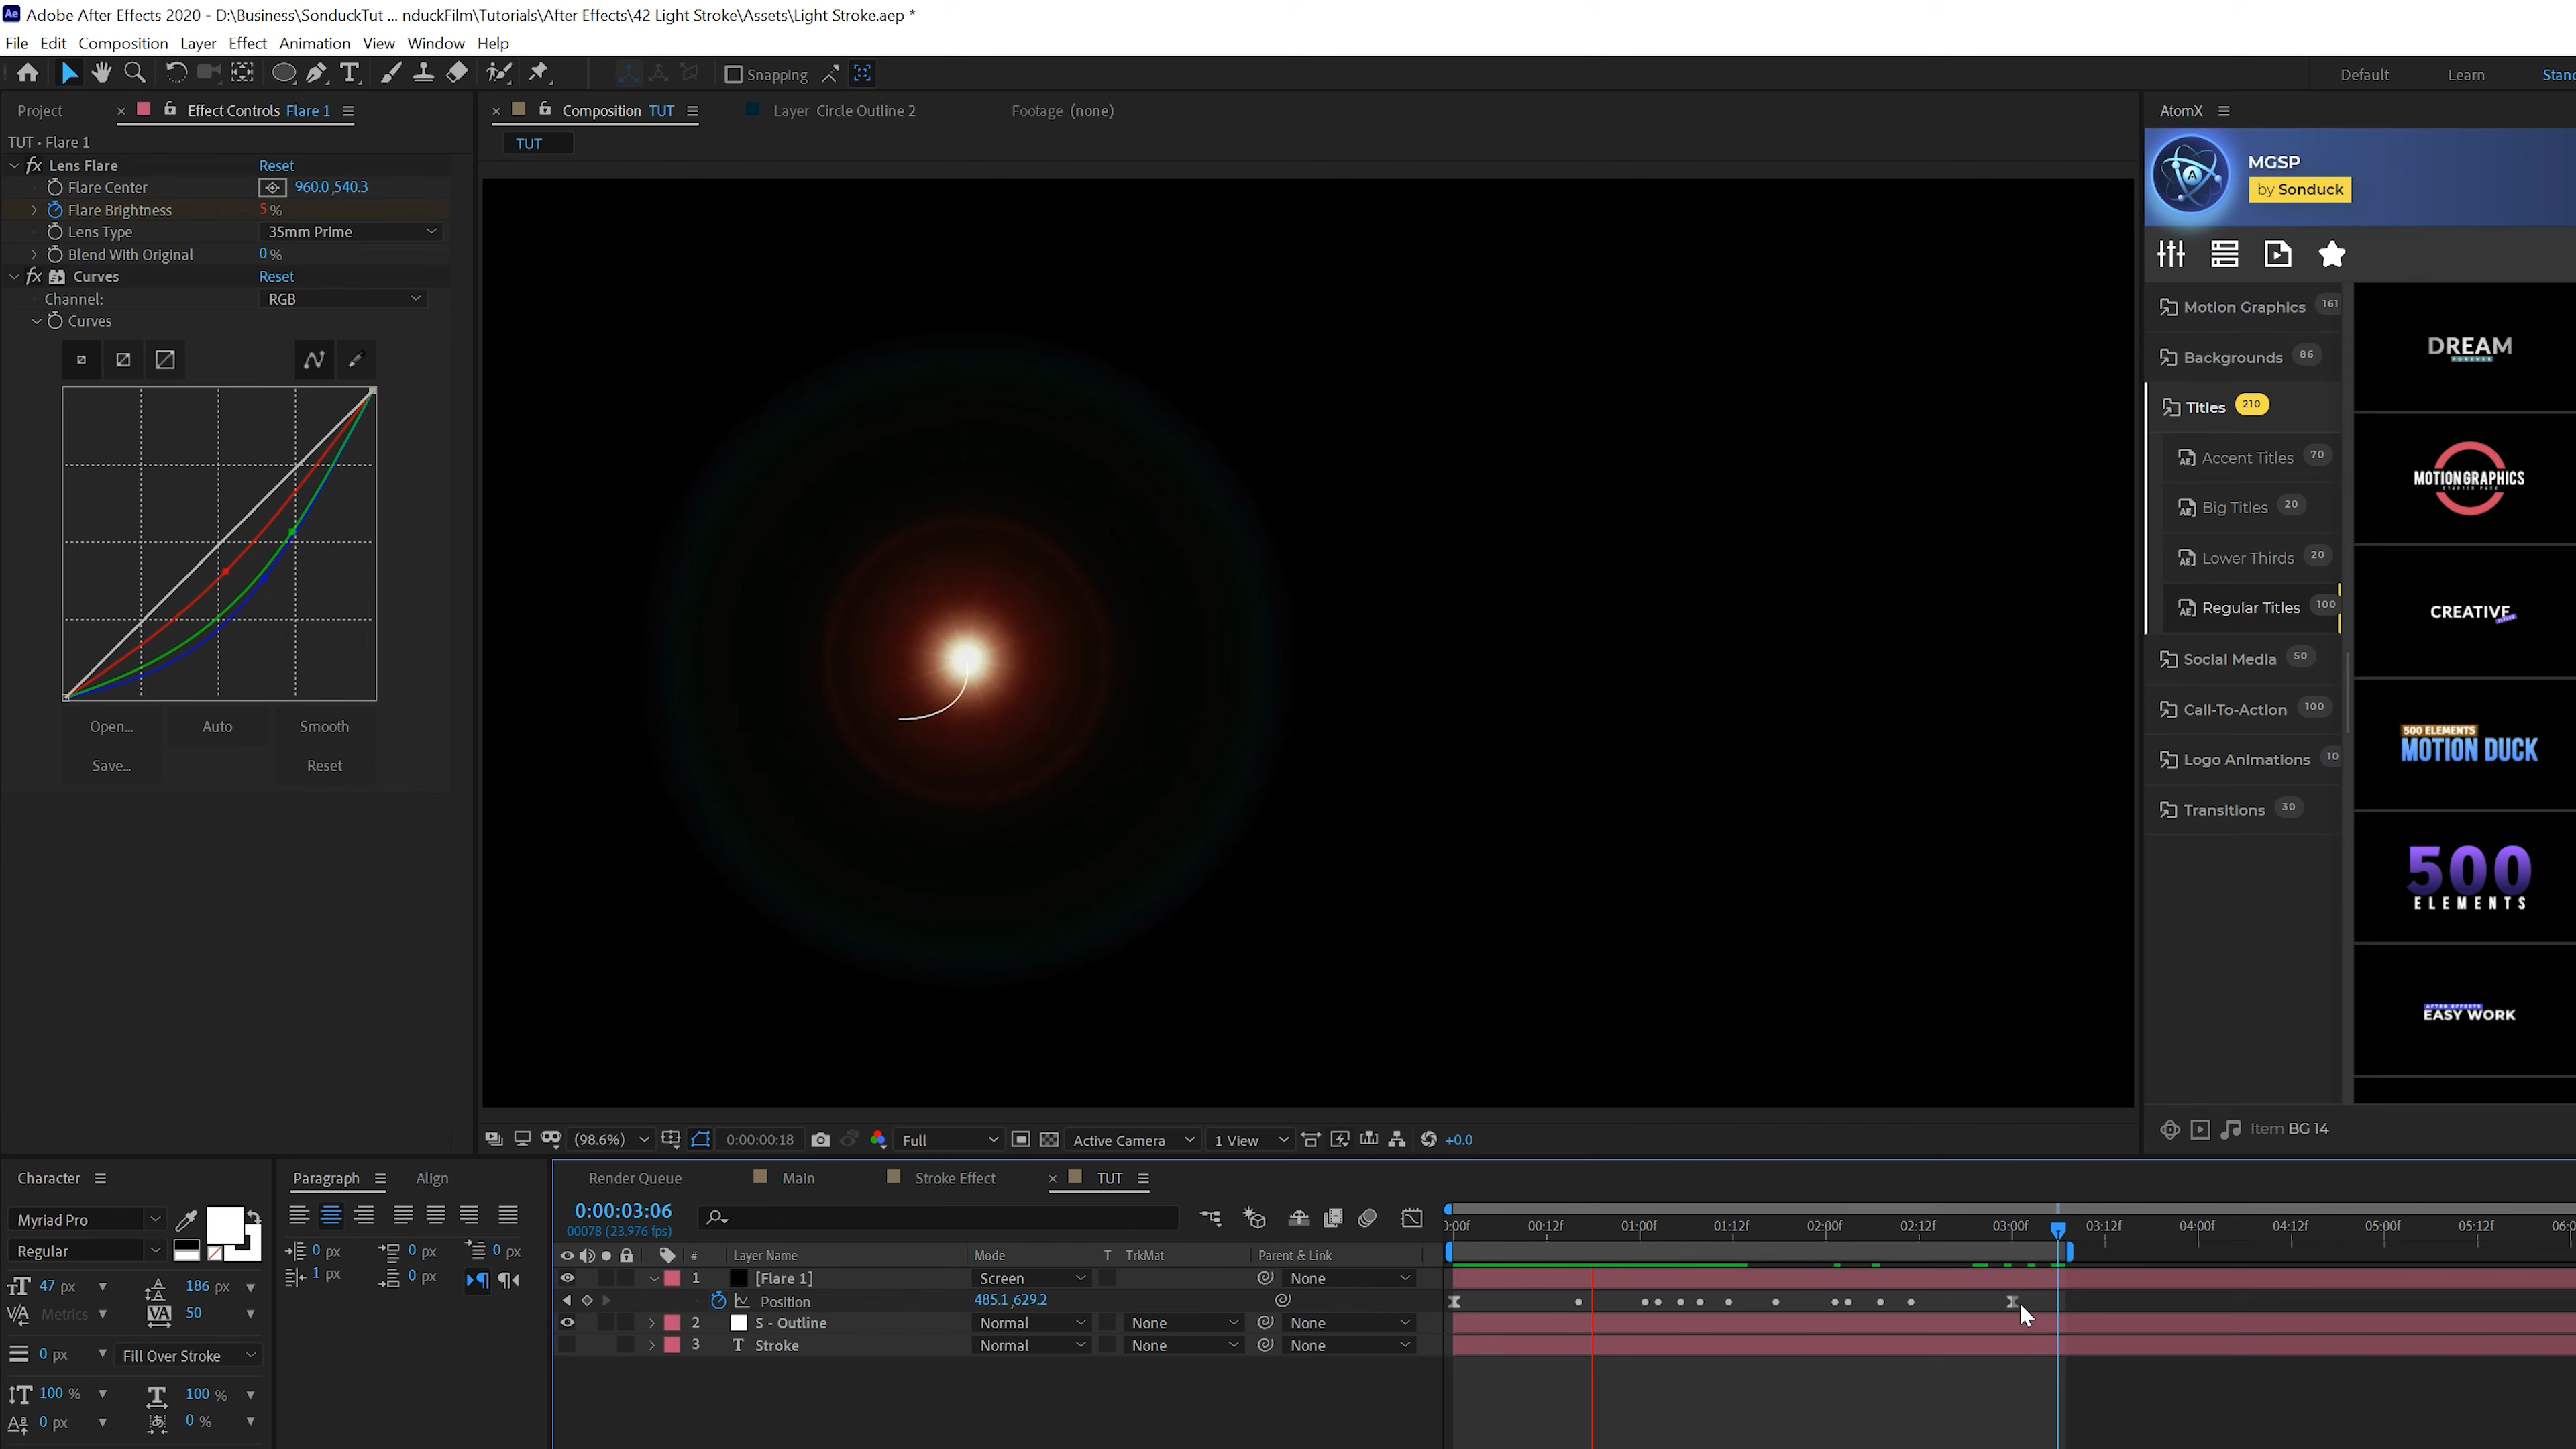 Adobe After Effects 2020 - D:\Business\SonduckTut ... nduckFilm\Tutorials\After Effects\42 Light Stroke\Assets\Light Stroke.aep *
File Edit Composition Layer Effect Animation View Window Help
Snapping Default Learn Stand
Project Effect Controls Flare 1 Composition TUT Layer Circle Outline 2 Footage (none) AtomX
TUT • Flare 1 TUT
Lens Flare Reset
Flare Center 960.0,540.3
Flare Brightness 5 %
Lens Type 35mm Prime
Blend With Original 0 %
Curves Reset
Channel: RGB
Curves
Open... Auto Smooth
Save... Reset
MGSP
by Sonduck
Motion Graphics 161
Backgrounds 86
Titles 210
Accent Titles 70
Big Titles 20
Lower Thirds 20
Regular Titles 100
Social Media 50
Call-To-Action 100
Logo Animations 10
Transitions 30
DREAM
FOREVER
MOTION GRAPHICS
STARTER PACK
CREATIVE
TITLES
500 ELEMENTS
MOTION DUCK
500
ELEMENTS
AFTER EFFECTS
EASY WORK
(98.6%) 0:00:00:18 Full Active Camera 1 View +0.0
Item BG 14
Character Paragraph Align
Myriad Pro
Regular
47 px 186 px
Metrics 50
0 px Fill Over Stroke
100 % 100 %
0 px 0 %
0 px 0 px 0 px
1 px 0 px
Render Queue Main Stroke Effect TUT
0:00:03:06
00078 (23.976 fps)
):00f 00:12f 01:00f 01:12f 02:00f 02:12f 03:00f 03:12f 04:00f 04:12f 05:00f 05:12f 06:0
# Layer Name Mode T TrkMat Parent & Link
1 [Flare 1] Screen None
Position 485.1,629.2
2 S - Outline Normal None None
3 T Stroke Normal None None